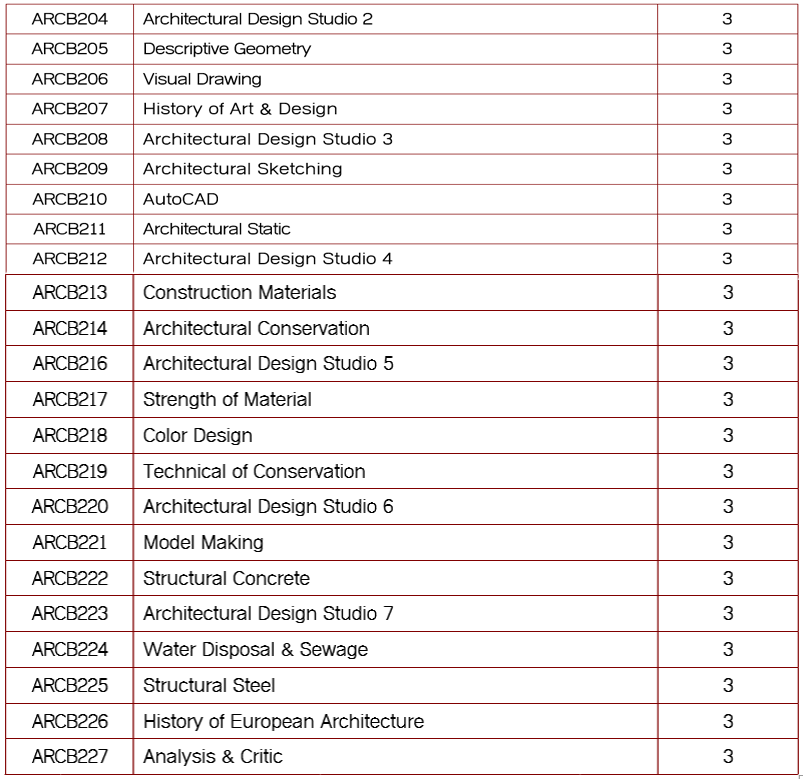 ARCB204 Architectural Design Studio 2 3
ARCB205 Descriptive Geometry 3
ARCB206 Visual Drawing 3
ARCB207 History of Art & Design 3
ARCB208 Architectural Design Studio 3 3
ARCB209 Architectural Sketching 3
ARCB210 AutoCAD 3
ARCB211 Architectural Static 3
ARCB212 Architectural Design Studio 4 3
ARCB213 Construction Materials 3
ARCB214 Architectural Conservation 3
ARCB216 Architectural Design Studio 5 3
ARCB217 Strength of Material 3
ARCB218 Color Design 3
ARCB219 Technical of Conservation 3
ARCB220 Architectural Design Studio 6 3
ARCB221 Model Making 3
ARCB222 Structural Concrete 3
ARCB223 Architectural Design Studio 7 3
ARCB224 Water Disposal & Sewage 3
ARCB225 Structural Steel 3
ARCB226 History of European Architecture 3
ARCB227 Analysis & Critic 3